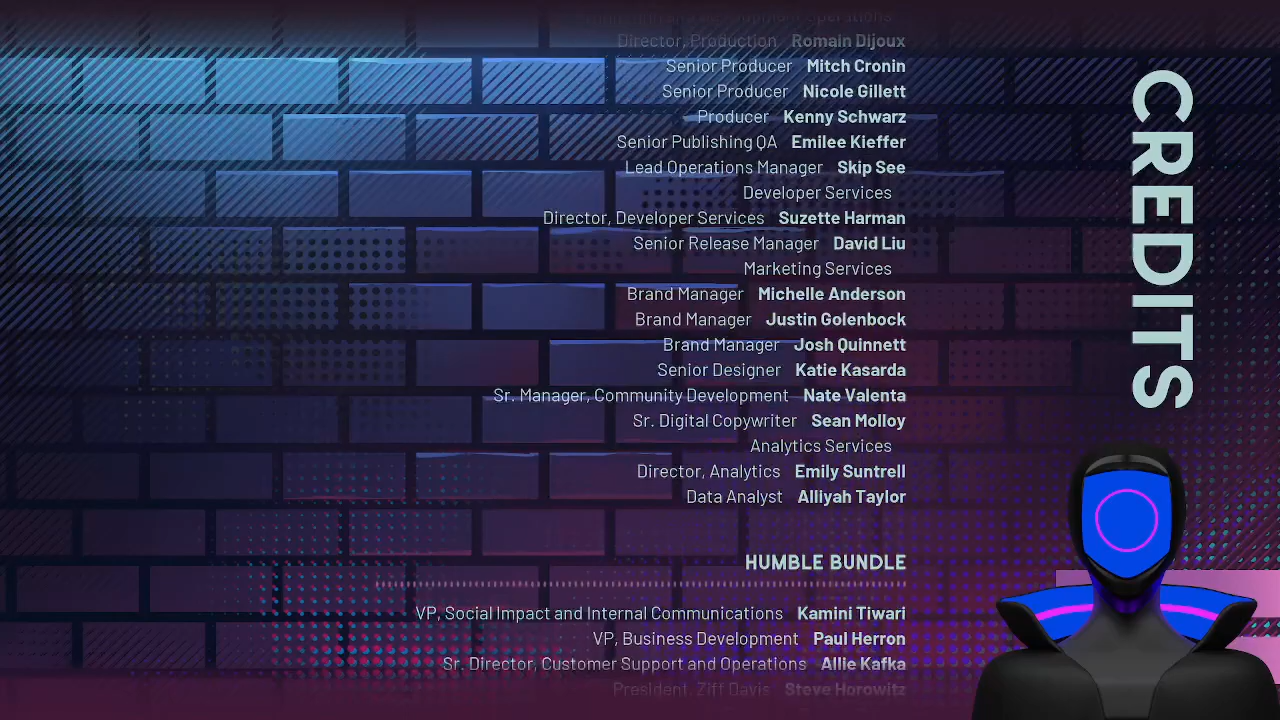 Director, Production Romain Dijoux
Senior Producer Mitch Cronin
Senior Producer Nicole Gillett
Producer Kenny Schwarz
Senior Publishing QA Emilee Kieffer
Lead Operations Manager Skip See
Developer Services
Director, Developer Services Suzette Harman
Senior Release Manager David Liu
Marketing Services
Brand Manager Michelle Anderson
Brand Manager Justin Golenbock
Brand Manager Josh Quinnett
Senior Designer Katie Kasarda
Sr. Manager, Community Development Nate Valenta
Sr. Digital Copywriter Sean Molloy
Analytics Services
Director, Analytics Emily Suntrell
Data Analyst Alliyah Taylor
HUMBLE BUNDLE
VP, Social Impact and Internal Communications Kamini Tiwari
VP, Business Development Paul Herron
Sr. Director, Customer Support and Operations Allie Kafka
President, Ziff Davis Steve Horowitz
CREDITS